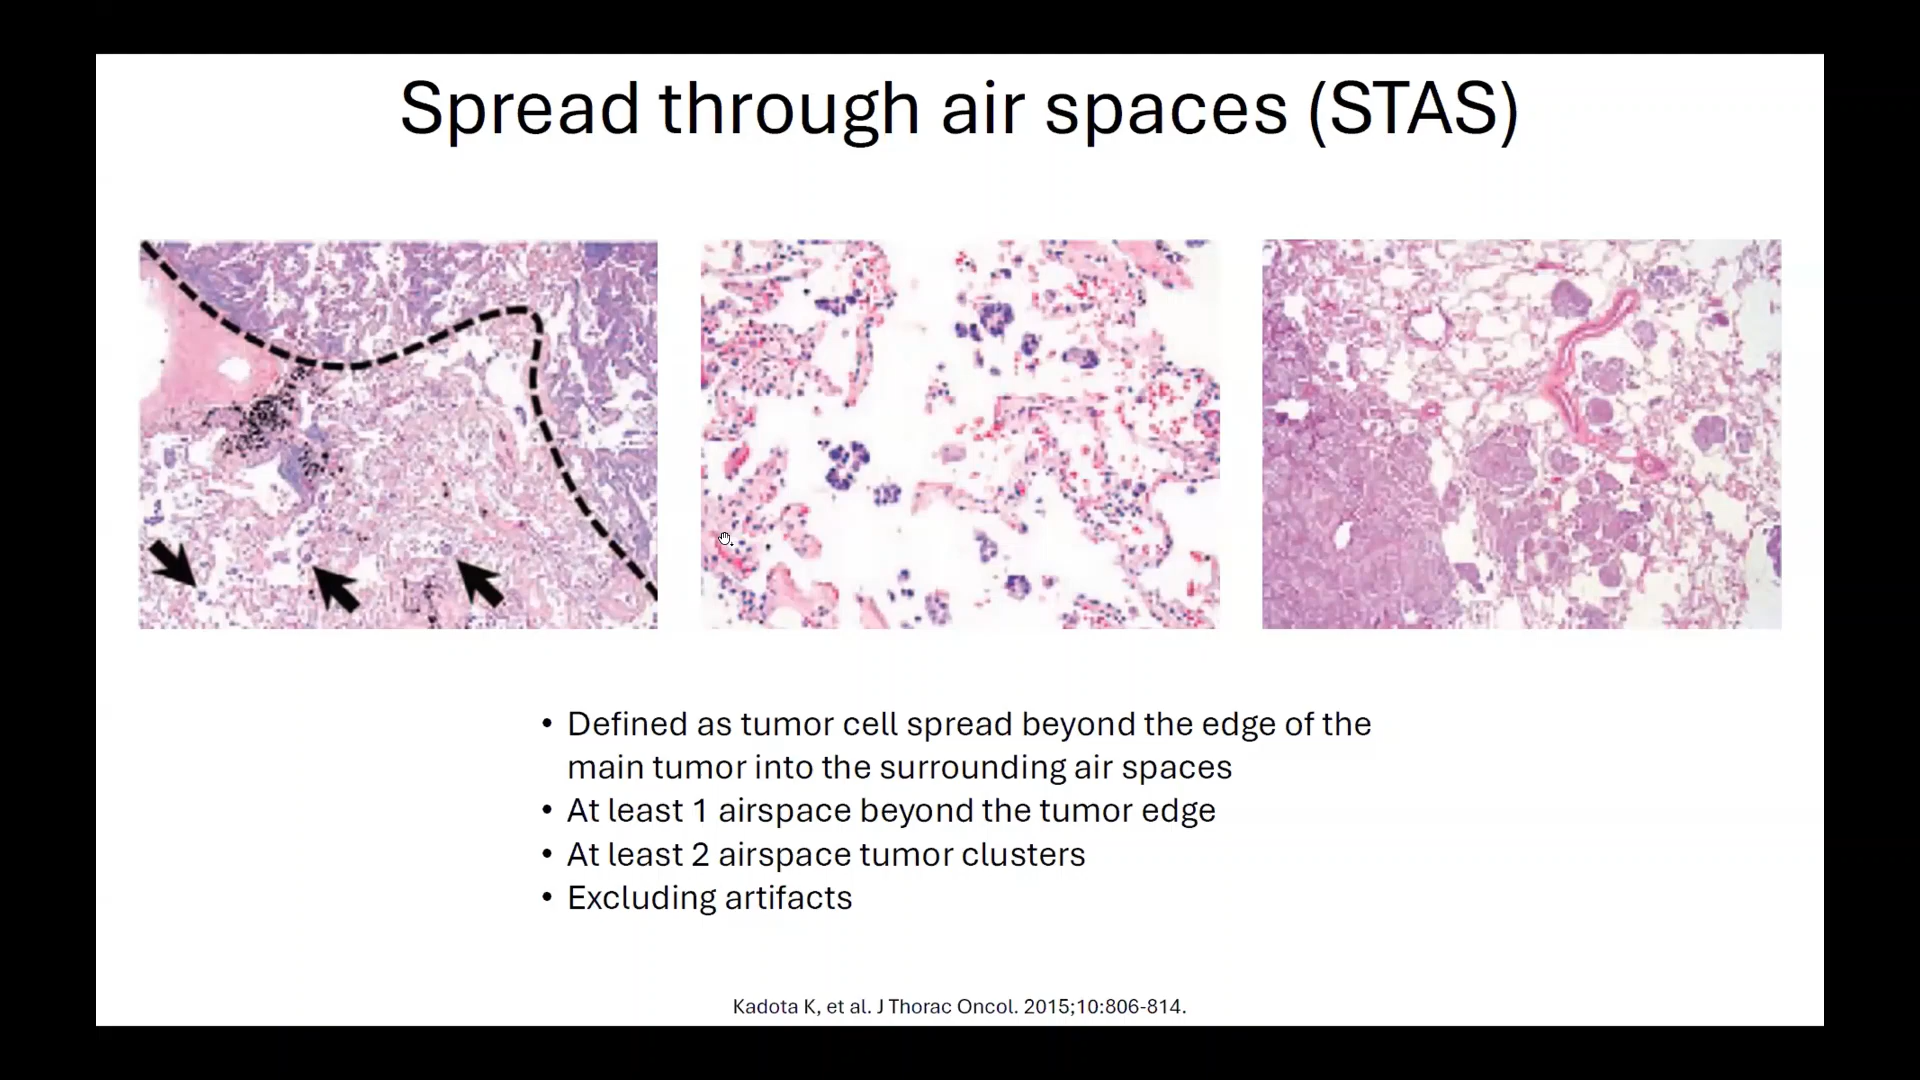 Spread through air spaces (STAS)
• Defined as tumor cell spread beyond the edge of the
main tumor into the surrounding air spaces
• At least 1 airspace beyond the tumor edge
• At least 2 airspace tumor clusters
• Excluding artifacts
Kadota K, et al. J Thorac Oncol. 2015;10:806-814.